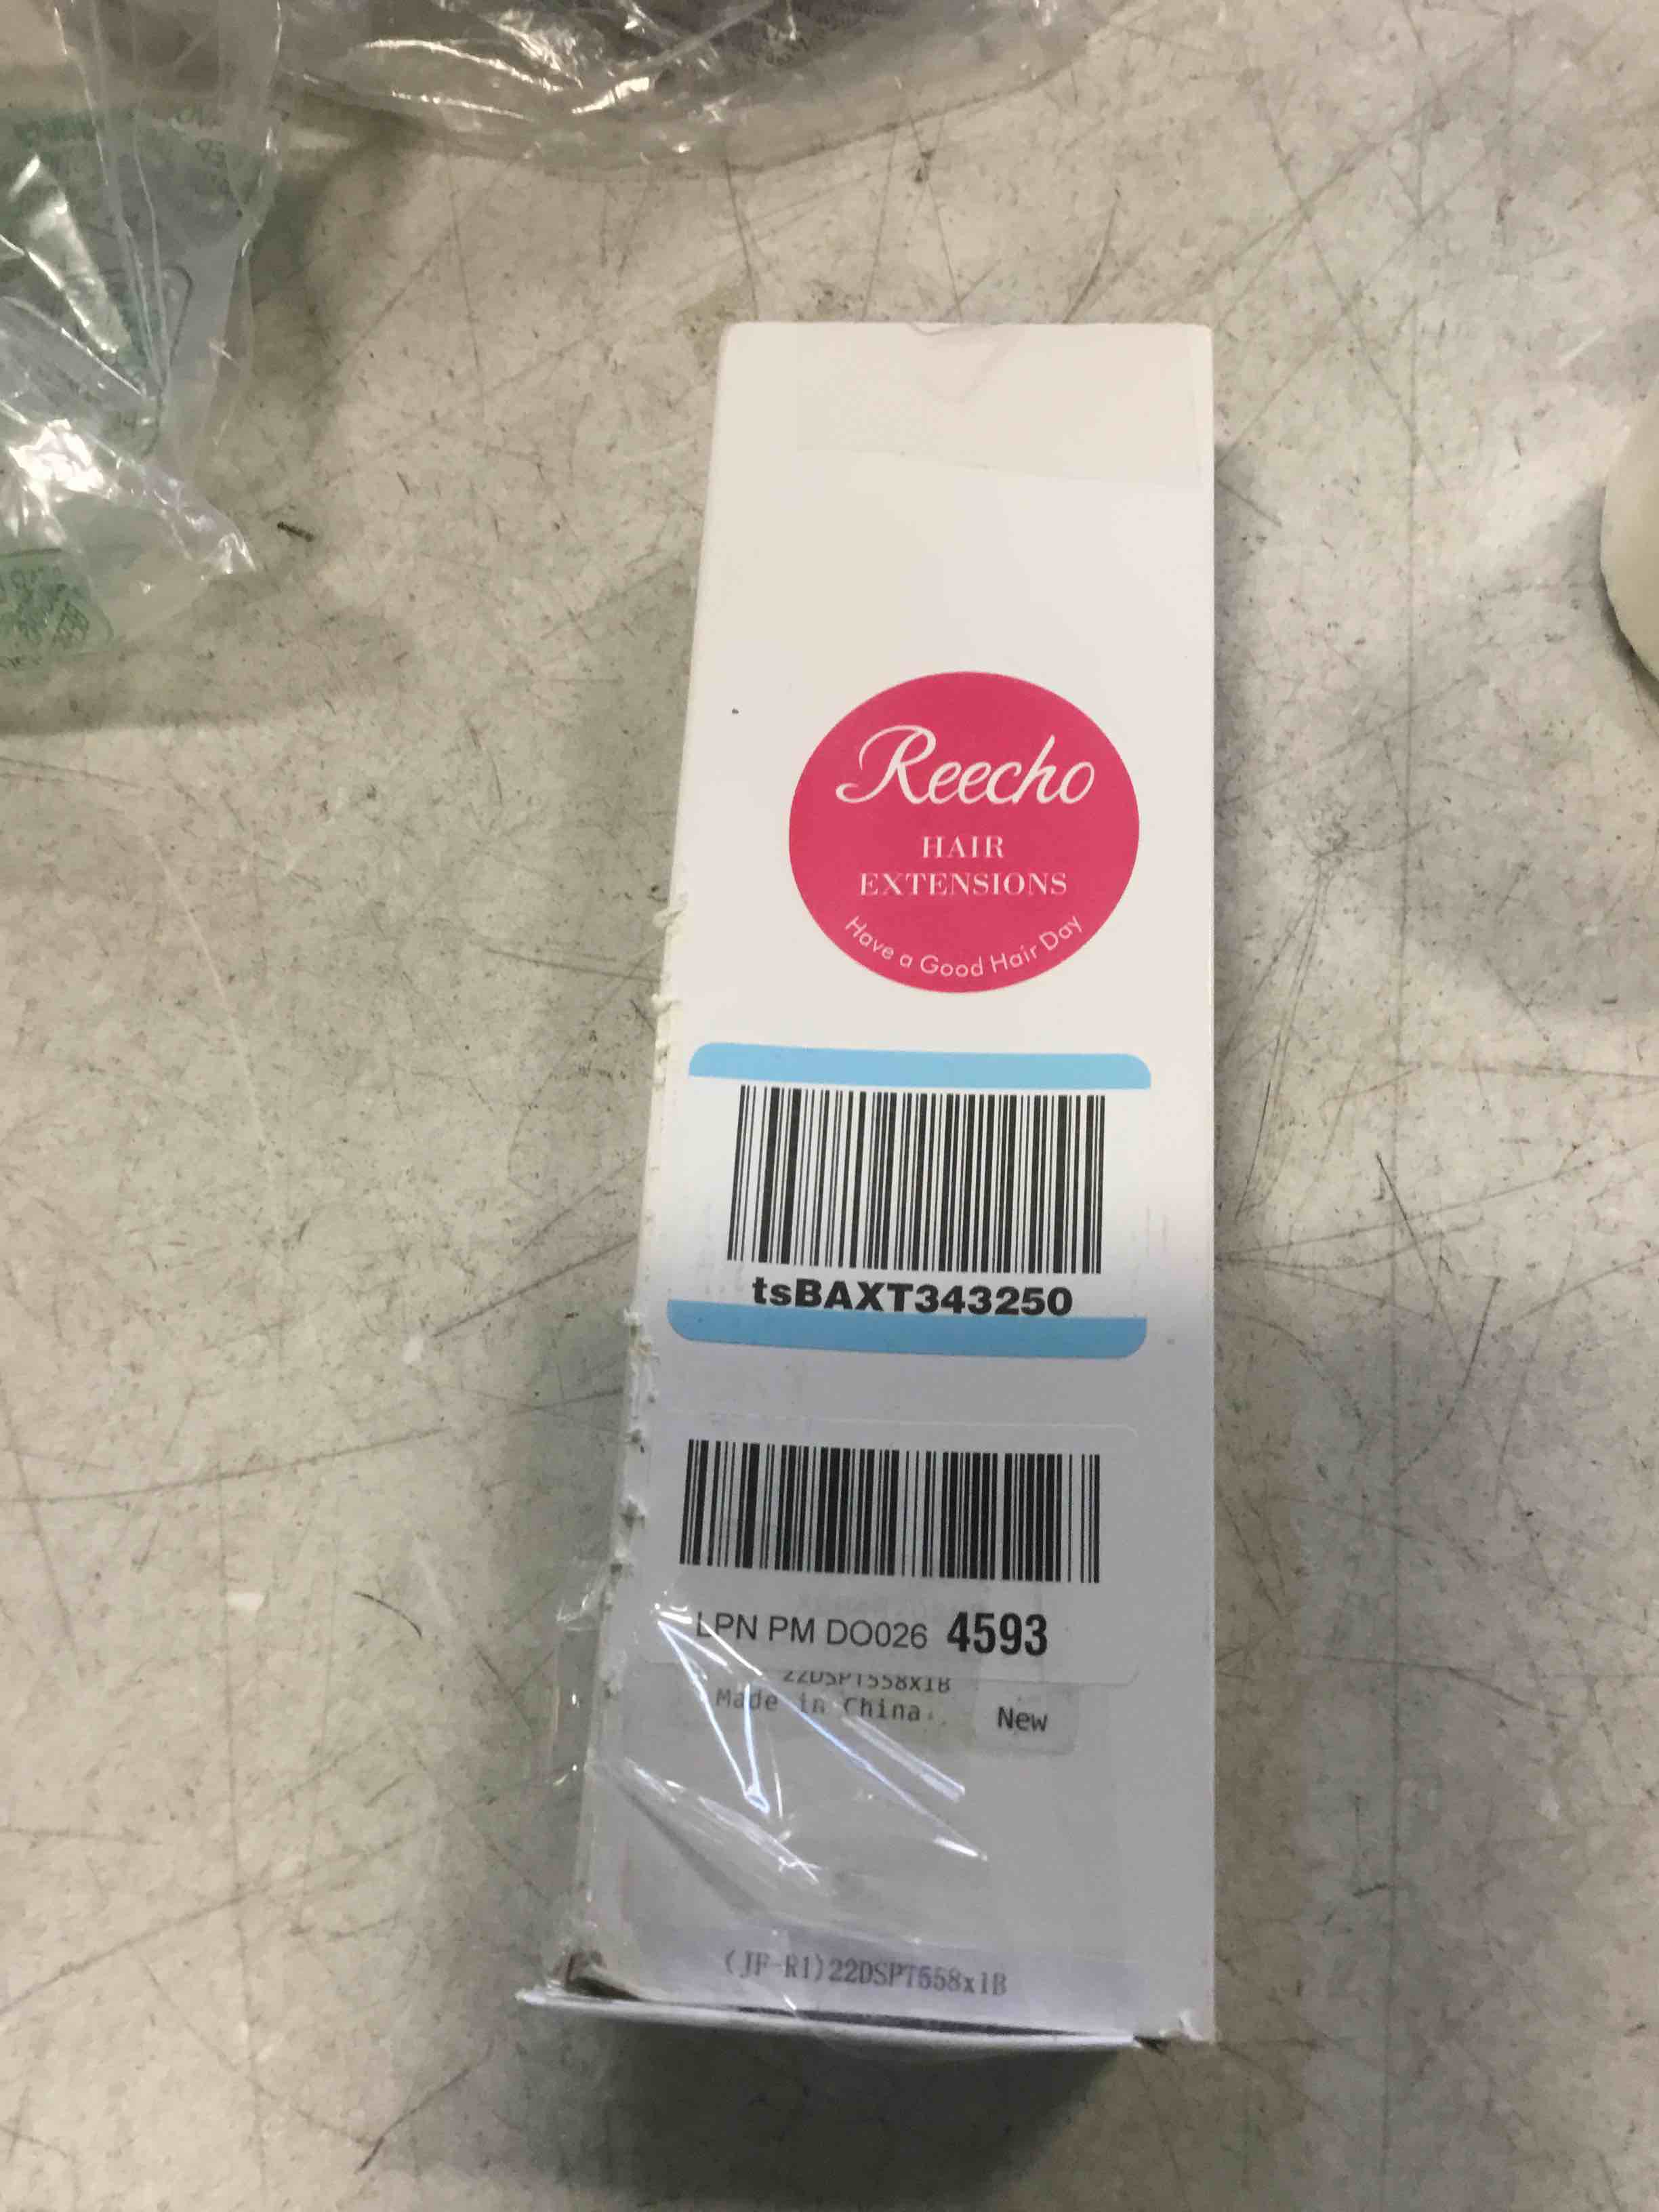 Reecho
HAIR
EXTENSIONS
Have a Good Hair Day
tsBAXT343250
LPN PM DO026 4593
22DSPT558x1B
Made in China
New
(JF-R1)22DSPT558x1B